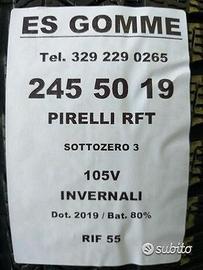 ES GOMME
Tel. 329 229 0265
245 50 19
PIRELLI RFT
SOTTOZERO 3
105V
INVERNALI
Dot. 2019 / Bat. 80%
RIF 55
subito